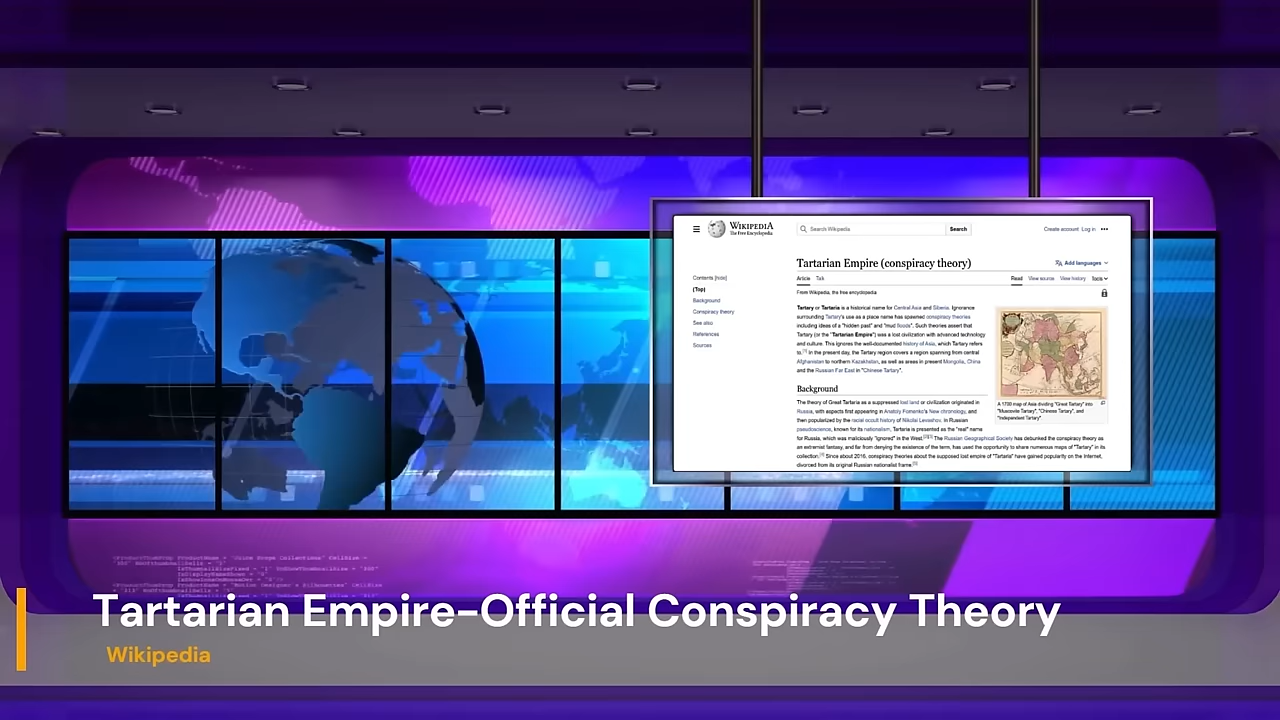 WIKIPEDIA
The Free Encyclopedia
Search Wikipedia
Search
Create account Log in •••
Tartarian Empire (conspiracy theory)
Add languages
Contents [hide]
(Top)
Background
Conspiracy theory
See also
References
Sources
Article Talk
Read View source View history Tools
From Wikipedia, the free encyclopedia
Tartary or Tartaria is a historical name for Central Asia and Siberia. Ignorance
surrounding Tartary's use as a place name has spawned conspiracy theories
including ideas of a "hidden past" and "mud floods". Such theories assert that
Tartary (or the "Tartarian Empire") was a lost civilization with advanced technology
and culture. This ignores the well-documented history of Asia, which Tartary refers
to. In the present day, the Tartary region covers a region spanning from central
Afghanistan to northern Kazakhstan, as well as areas in present Mongolia, China
and the Russian Far East in "Chinese Tartary".
A 1700 map of Asia dividing "Great Tartary" into
"Muscovite Tartary", "Chinese Tartary", and
"Independent Tartary".
Background
The theory of Great Tartaria as a suppressed lost land or civilization originated in
Russia, with aspects first appearing in Anatoly Fomenko's New chronology, and
then popularized by the racial occult history of Nikolai Levashov. In Russian
pseudoscience, known for its nationalism, Tartaria is presented as the "real" name
for Russia, which was maliciously "ignored" in the West. The Russian Geographical Society has debunked the conspiracy theory as
an extremist fantasy, and far from denying the existence of the term, has used the opportunity to share numerous maps of "Tartary" in its
collection. Since about 2016, conspiracy theories about the supposed lost empire of "Tartaria" have gained popularity on the internet,
divorced from its original Russian nationalist frame.
Tartarian Empire-Official Conspiracy Theory
Wikipedia